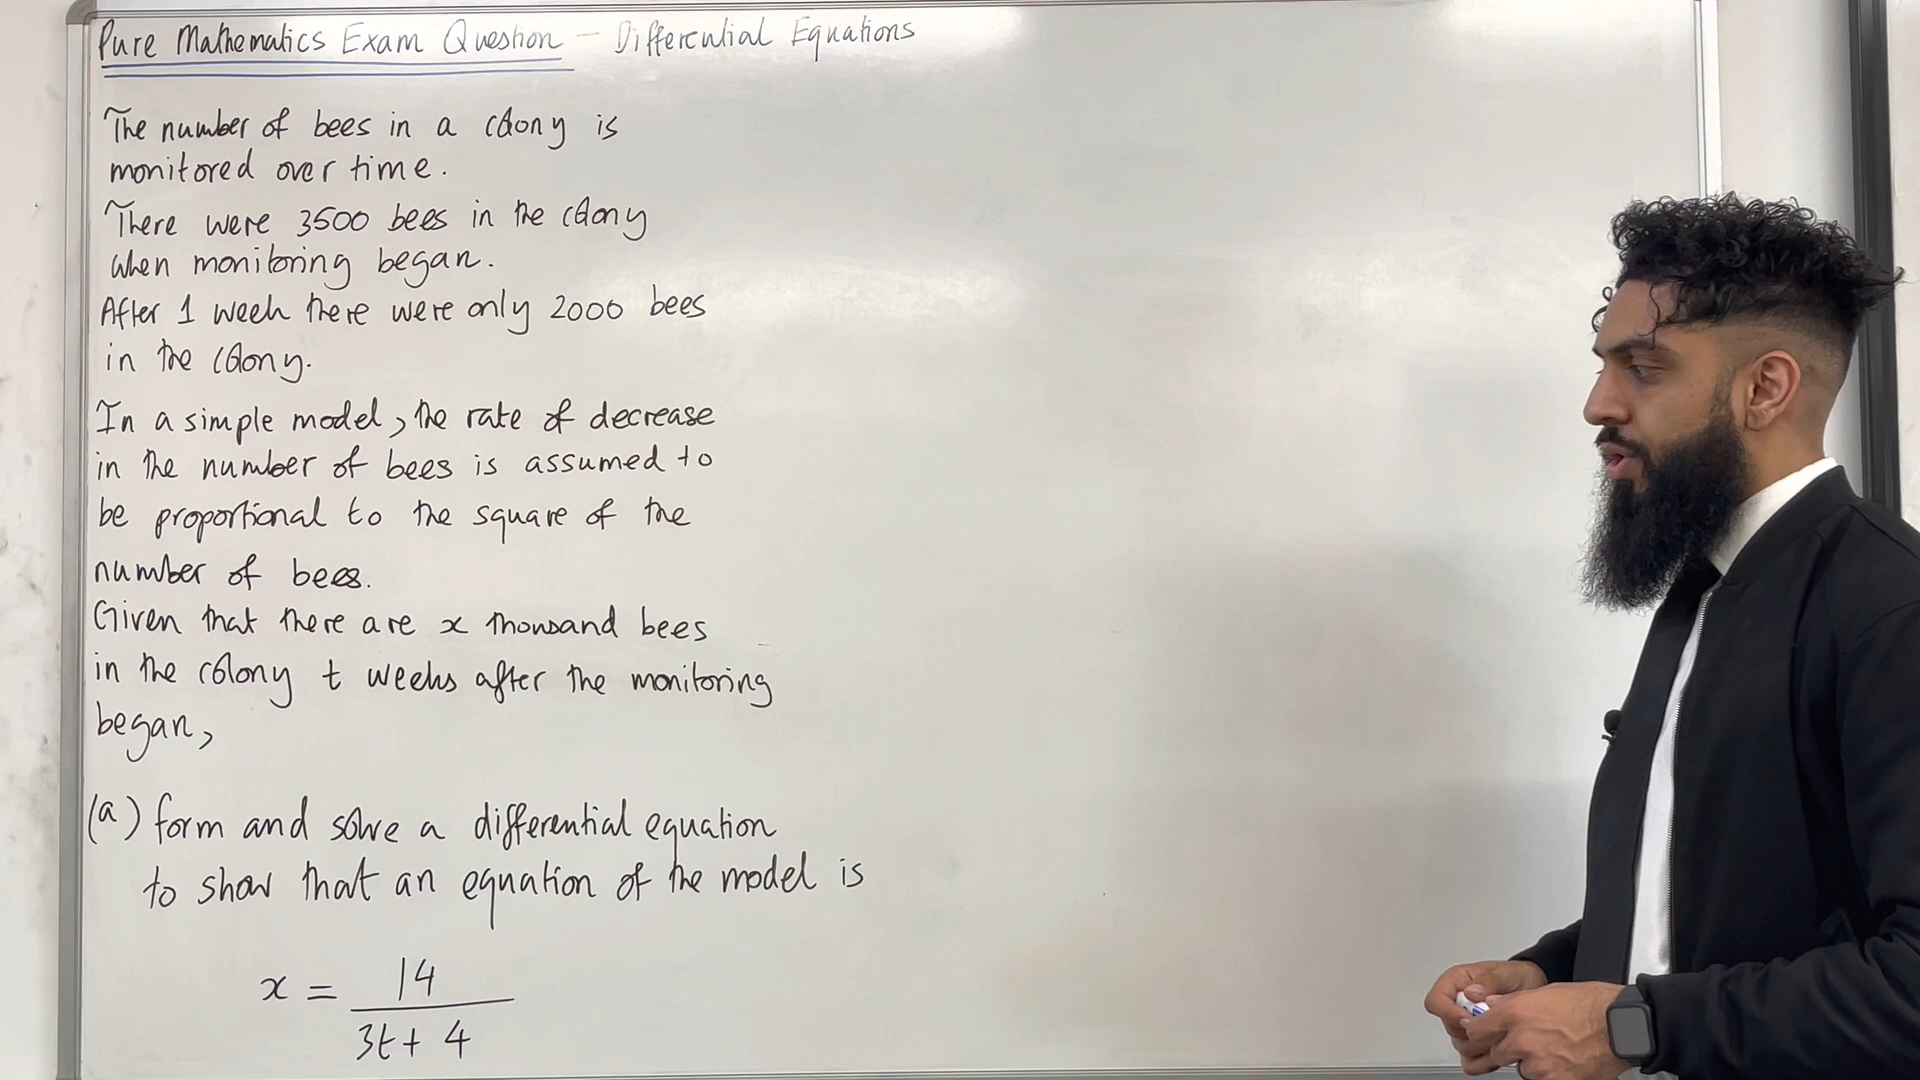 Pure Mathematics Exam Question - Differential Equations
The number of bees in a colony is
monitored over time.
There were 3500 bees in the colony
when monitoring began.
After 1 week there were only 2000 bees
in the colony.
In a simple model, the rate of decrease
in the number of bees is assumed to
be proportional to the square of the
number of bees.
Given that there are x thousand bees
in the colony t weeks after the monitoring
began,
(a) form and solve a differential equation
to show that an equation of the model is
x = 14
3t + 4